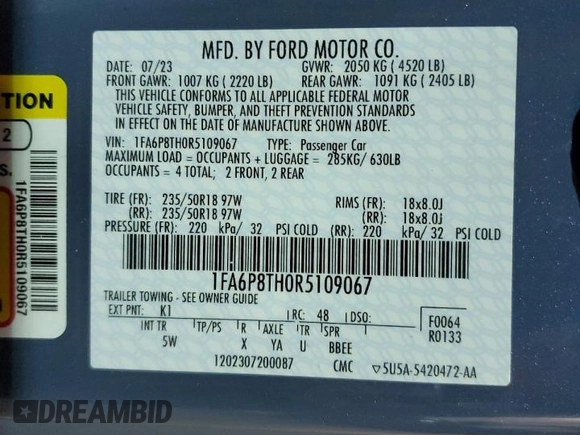 MFD. BY FORD MOTOR CO.
DATE: 07/23 GVWR: 2050 KG ( 4520 LB)
FRONT GAWR: 1007 KG ( 2220 LB) REAR GAWR: 1091 KG ( 2405 LB)
THIS VEHICLE CONFORMS TO ALL APPLICABLE FEDERAL MOTOR
VEHICLE SAFETY, BUMPER, AND THEFT PREVENTION STANDARDS
IN EFFECT ON THE DATE OF MANUFACTURE SHOWN ABOVE.
VIN: 1FA6P8TH0R5109067 TYPE: Passenger Car
MAXIMUM LOAD = OCCUPANTS + LUGGAGE = 285KG/ 630LB
OCCUPANTS = 4 TOTAL; 2 FRONT, 2 REAR
TIRE (FR): 235/50R18 97W RIMS (FR): 18x8.0J
(RR): 235/50R18 97W (RR): 18x8.0J
PRESSURE (FR): 220 kPa/ 32 PSI COLD (RR): 220 kPa/ 32 PSI COLD
1FA6P8TH0R5109067
TRAILER TOWING - SEE OWNER GUIDE
EXT PNT: K1 RC: 48 DSO:
INT TR TP/PS R AXLE TR SPR
5W X YA U BBEE
F0064
R0133
1202307200087 CMC ▽5U5A-5420472-AA
TION
2
S.
1FA6P8TH0R5109067
DREAMBID